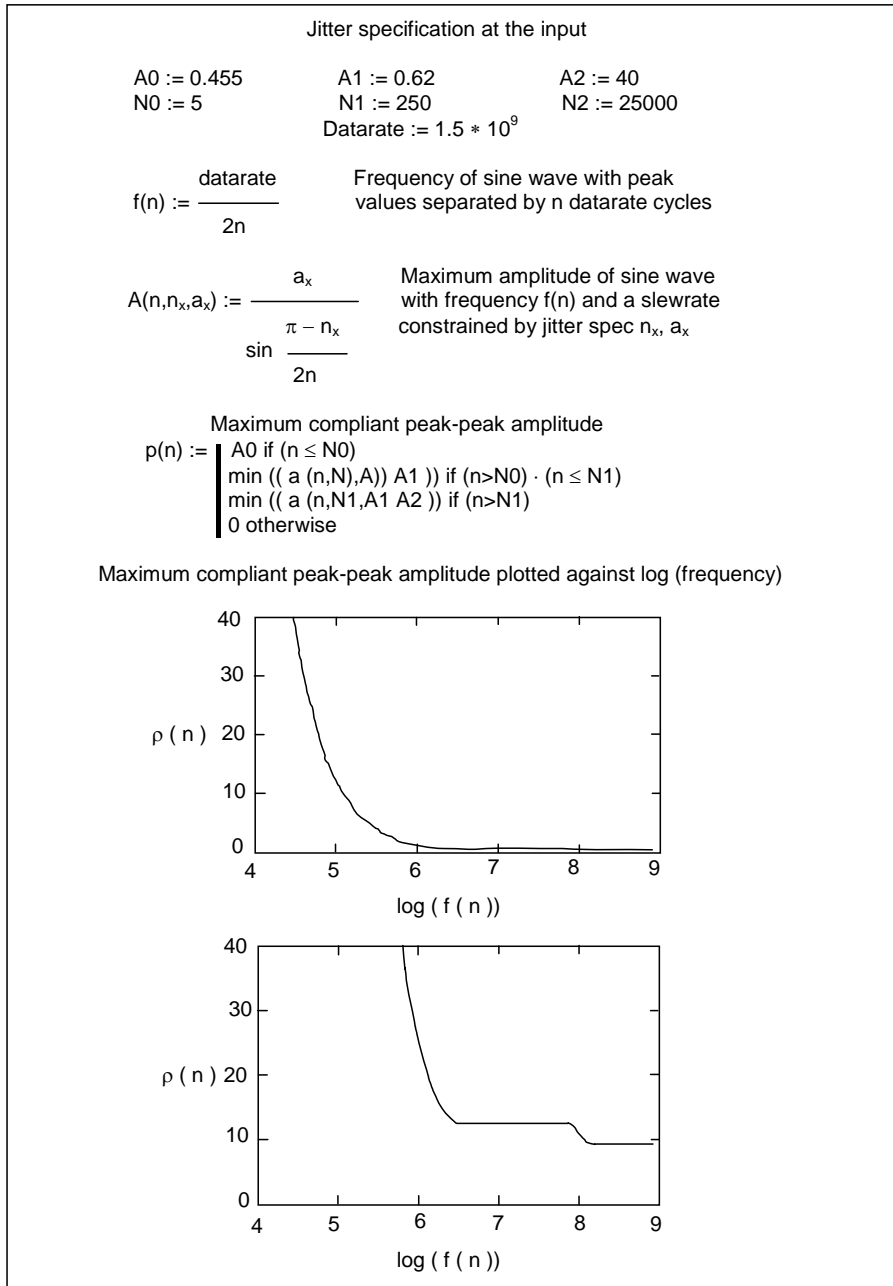 Jitter specification at the input
A0 := 0.455 A1 := 0.62 A2 := 40
N0 := 5 N1 := 250 N2 := 25000
Datarate := 1.5 ∗ 10⁹
f(n) := datarate / 2n
Frequency of sine wave with peak
values separated by n datarate cycles
A(n,nₓ,aₓ) := aₓ / sin π − nₓ / 2n
Maximum amplitude of sine wave
with frequency f(n) and a slewrate
constrained by jitter spec nₓ, aₓ
Maximum compliant peak-peak amplitude
p(n) := A0 if (n ≤ N0)
min (( a (n,N),A)) A1 )) if (n>N0) · (n ≤ N1)
min (( a (n,N1,A1 A2 )) if (n>N1)
0 otherwise
Maximum compliant peak-peak amplitude plotted against log (frequency)
40
30
ρ ( n ) 20
10
0
4 5 6 7 8 9
log ( f ( n ))
40
30
ρ ( n ) 20
10
0
4 5 6 7 8 9
log ( f ( n ))